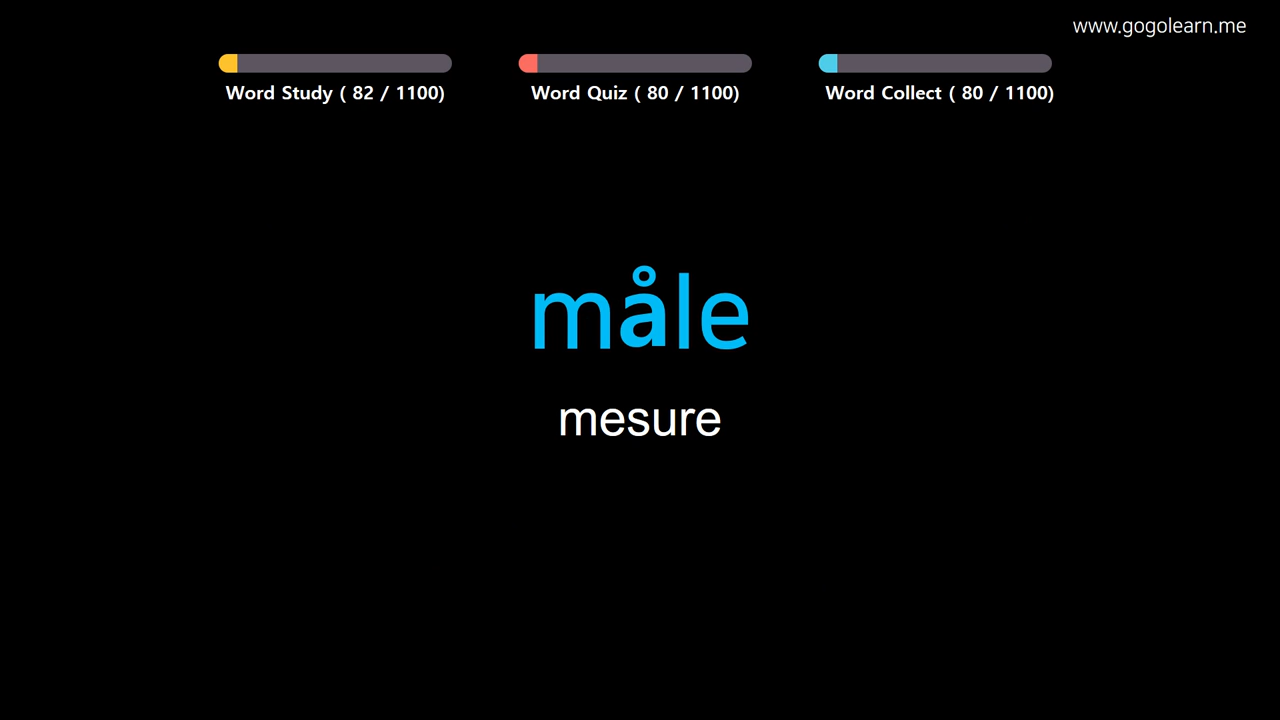 www.gogolearn.me
Word Study ( 82 / 1100)
Word Quiz ( 80 / 1100)
Word Collect ( 80 / 1100)
måle
mesure